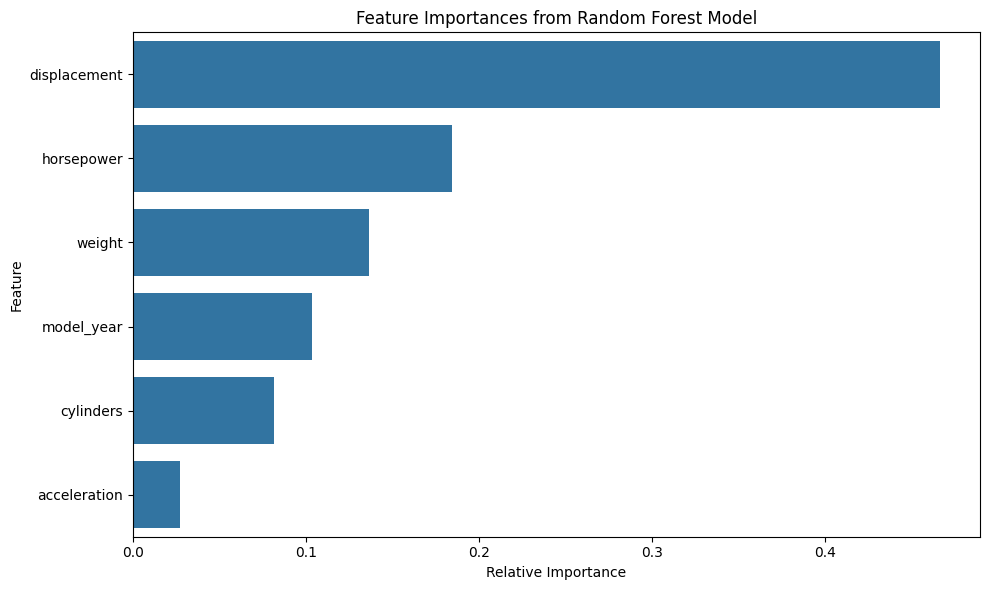 Feature Importances from Random Forest Model
Feature
displacement
horsepower
weight
model_year
cylinders
acceleration
0.0 0.1 0.2 0.3 0.4
Relative Importance